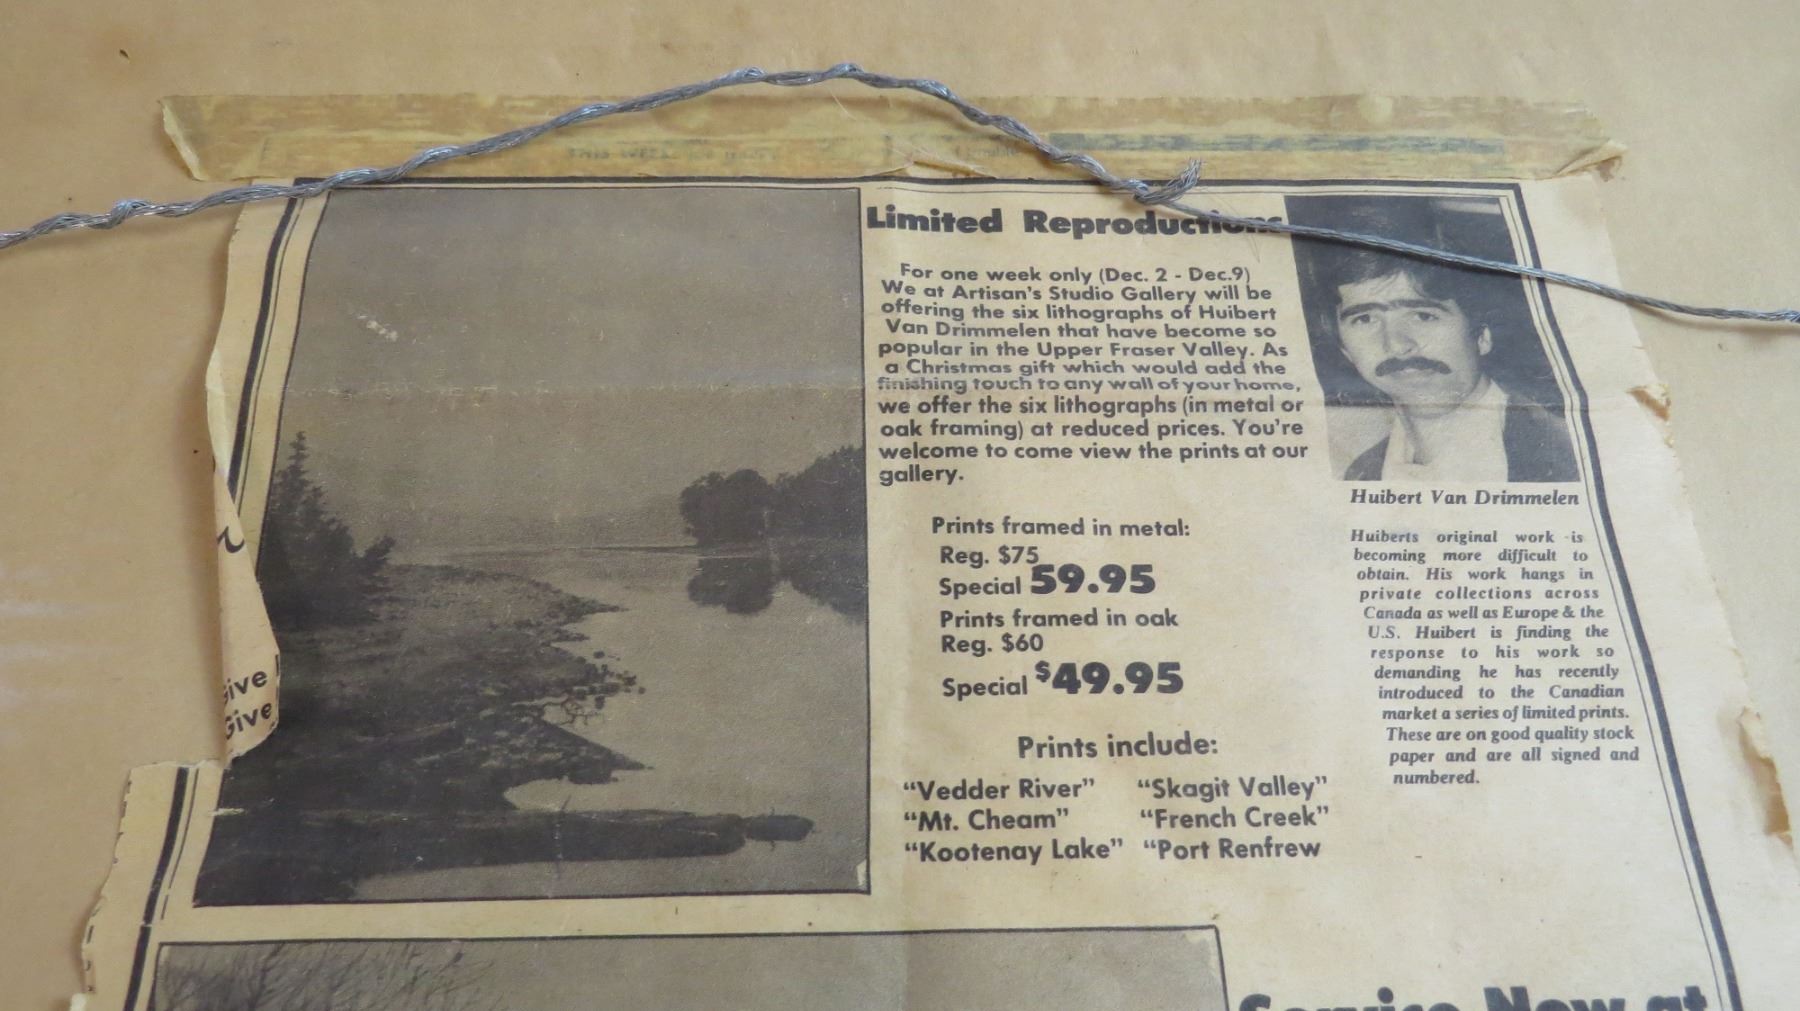 Limited Reproductions
For one week only (Dec. 2 - Dec.9)
We at Artisan's Studio Gallery will be
offering the six lithographs of Huibert
Van Drimmelen that have become so
popular in the Upper Fraser Valley. As
a Christmas gift which would add the
finishing touch to any wall of your home,
we offer the six lithographs (in metal or
oak framing) at reduced prices. You're
welcome to come view the prints at our
gallery.
Prints framed in metal:
Reg. $75
Special 59.95
Prints framed in oak
Reg. $60
Special $49.95
Prints include:
"Vedder River" "Skagit Valley"
"Mt. Cheam" "French Creek"
"Kootenay Lake" "Port Renfrew
Huibert Van Drimmelen
Huiberts original work is
becoming more difficult to
obtain. His work hangs in
private collections across
Canada as well as Europe & the
U.S. Huibert is finding the
response to his work so
demanding he has recently
introduced to the Canadian
market a series of limited prints.
These are on good quality stock
paper and are all signed and
numbered.
Give
Give
Service Now at